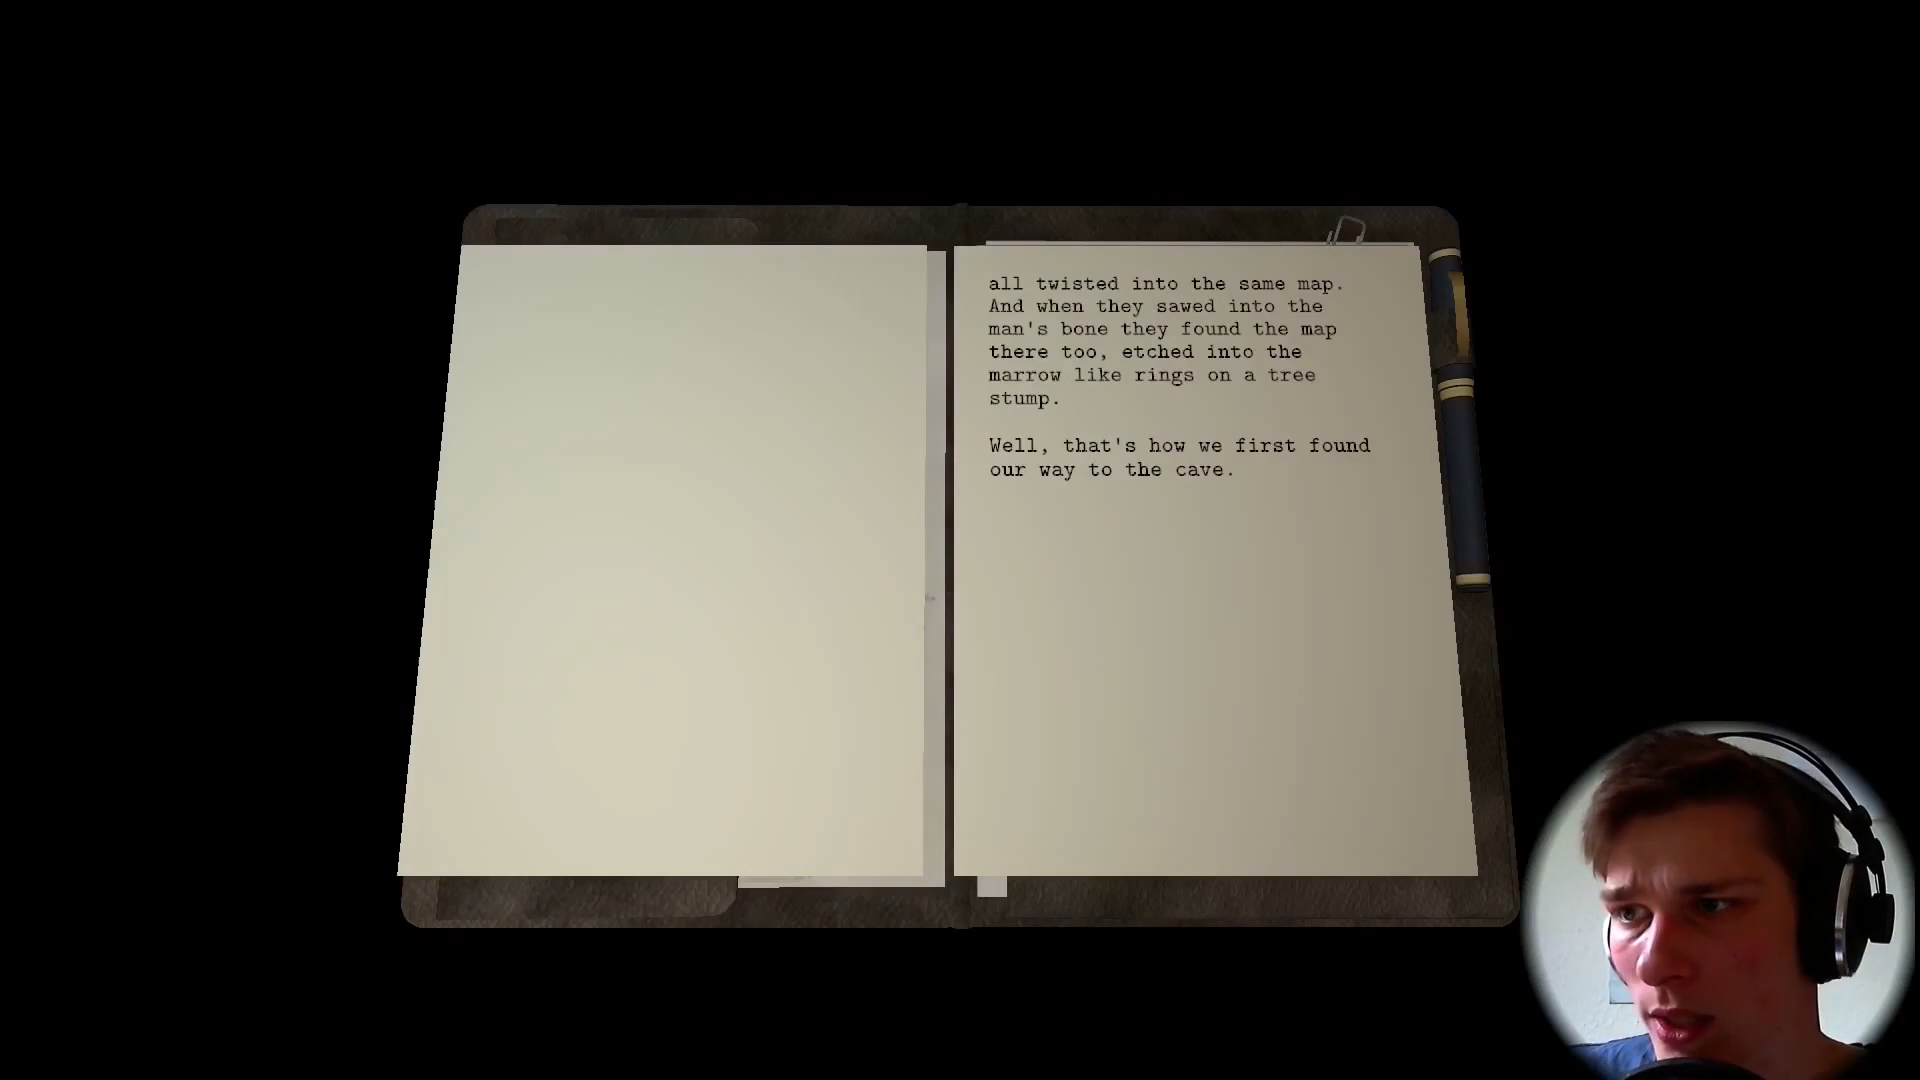 all twisted into the same map.
And when they sawed into the
man's bone they found the map
there too, etched into the
marrow like rings on a tree
stump.
Well, that's how we first found
our way to the cave.